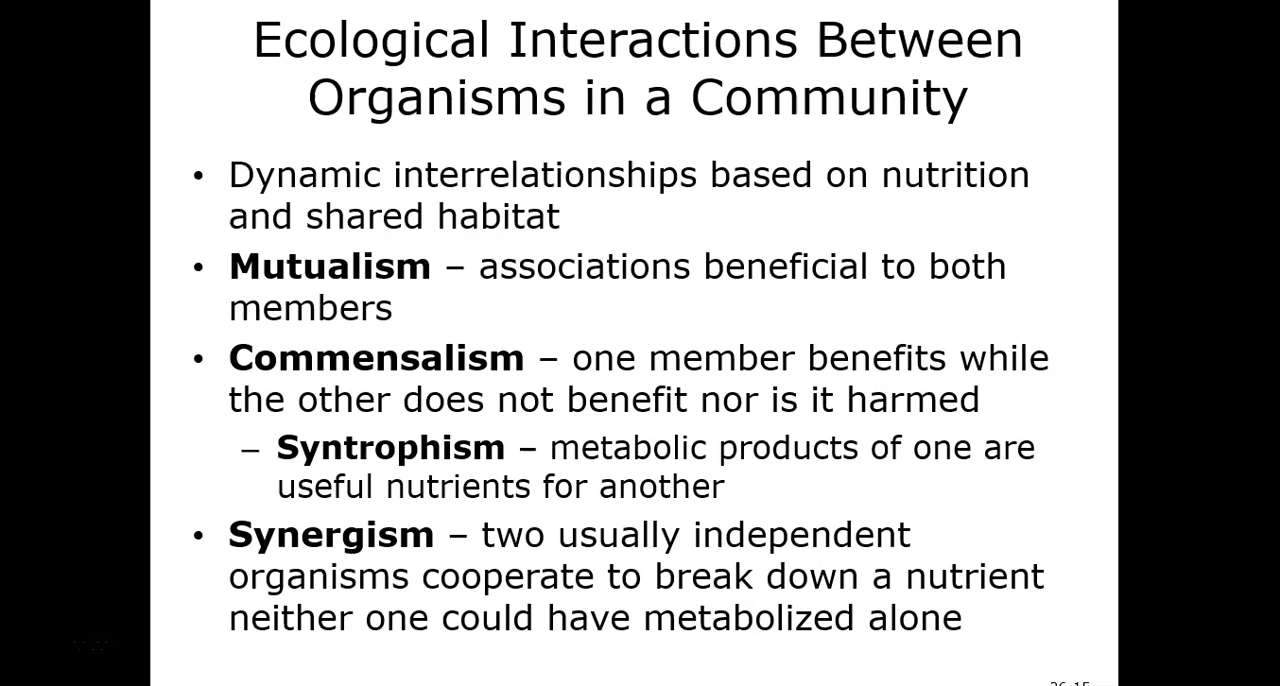 Ecological Interactions Between
Organisms in a Community
• Dynamic interrelationships based on nutrition
and shared habitat
• Mutualism – associations beneficial to both
members
• Commensalism – one member benefits while
the other does not benefit nor is it harmed
– Syntrophism – metabolic products of one are
useful nutrients for another
• Synergism – two usually independent
organisms cooperate to break down a nutrient
neither one could have metabolized alone